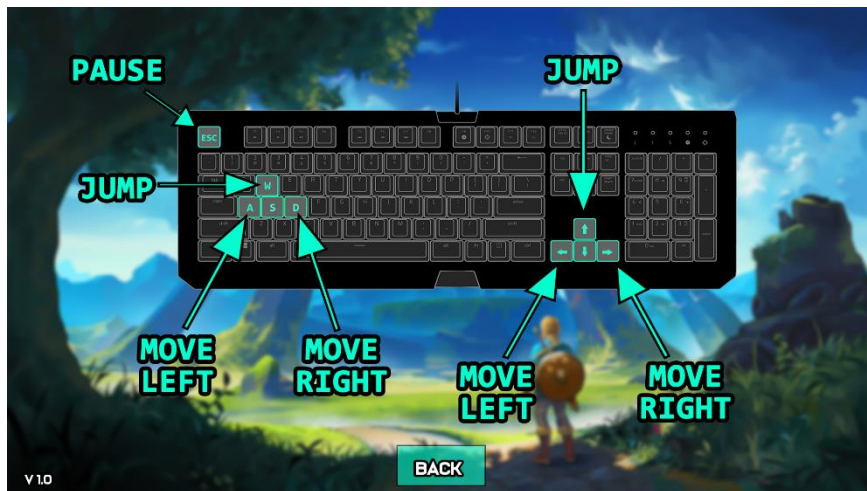 PAUSE
JUMP
ESC
JUMP
W
A S D
MOVE
LEFT
MOVE
RIGHT
MOVE
LEFT
MOVE
RIGHT
BACK
V 1.0